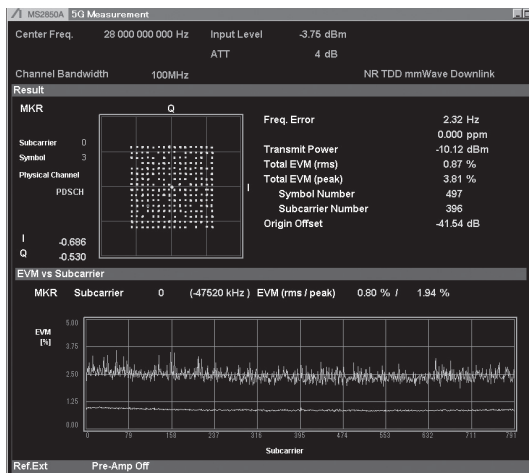 MS2850A 5G Measurement
Center Freq. 28 000 000 000 Hz Input Level -3.75 dBm
ATT 4 dB
Channel Bandwidth 100MHz NR TDD mmWave Downlink
Result
MKR Q
Subcarrier 0
Symbol 3
Physical Channel
PDSCH
I
I -0.686
Q -0.530
Freq. Error 2.32 Hz
0.000 ppm
Transmit Power -10.12 dBm
Total EVM (rms) 0.87 %
Total EVM (peak) 3.81 %
Symbol Number 497
Subcarrier Number 396
Origin Offset -41.54 dB
EVM vs Subcarrier
MKR Subcarrier 0 (-47520 kHz) EVM (rms / peak) 0.80 % / 1.94 %
EVM
[%]
5.00
3.75
2.50
1.25
0.00
0 79 158 237 316 395 474 553 632 711 791
Subcarrier
Ref.Ext Pre-Amp Off